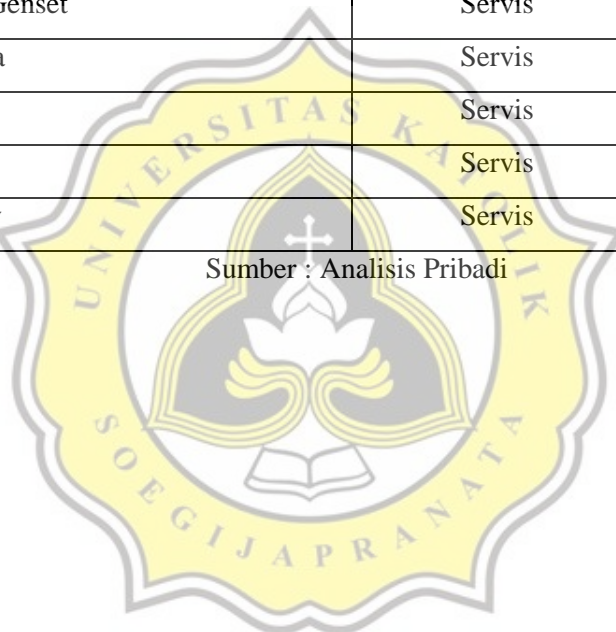 Genset Servis
a Servis
Servis
Servis
Servis
Sumber : Analisis Pribadi
UNIVERSITAS KATOLIK
SOEGIJAPRANATA